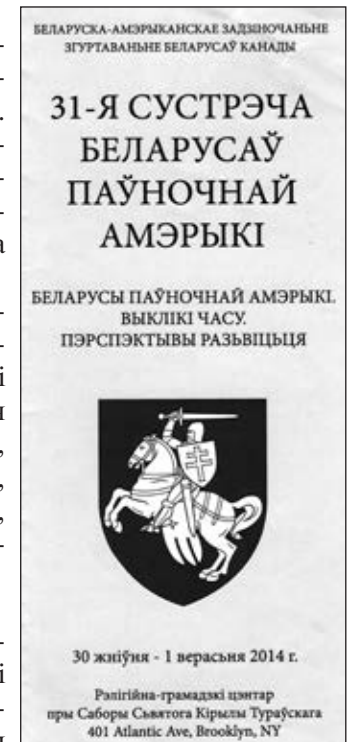 БЕЛАРУСКА-АМЭРЫКАНСКАЕ ЗАДЗІНОЧАНЬНЕ
ЗГУРТАВАНЬНЕ БЕЛАРУСАЎ КАНАДЫ
31-Я СУСТРЭЧА
БЕЛАРУСАЎ
ПАЎНОЧНАЙ
АМЭРЫКІ
БЕЛАРУСЫ ПАЎНОЧНАЙ АМЭРЫКІ.
ВЫКЛІКІ ЧАСУ.
ПЭРСПЭКТЫВЫ РАЗЬВІЦЬЦЯ
30 жніўня - 1 верасьня 2014 г.
Рэлігійна-грамадзкі цэнтар
пры Саборы Сьвятога Кірылы Тураўскага
401 Atlantic Ave, Brooklyn, NY